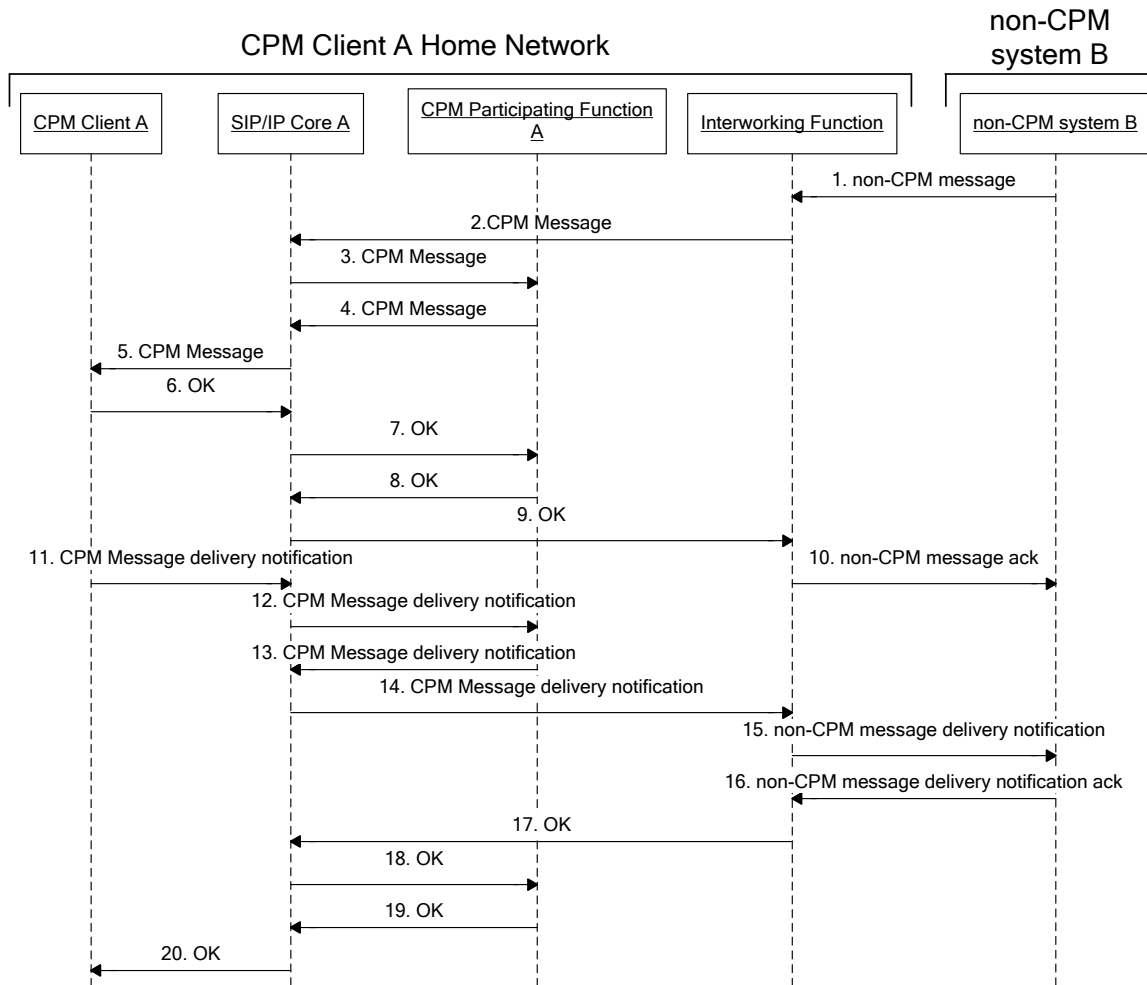 non-CPM
system B
CPM Client A Home Network
CPM Client A
SIP/IP Core A
CPM Participating Function
A
Interworking Function
non-CPM system B
1. non-CPM message
2.CPM Message
3. CPM Message
4. CPM Message
5. CPM Message
6. OK
7. OK
8. OK
9. OK
11. CPM Message delivery notification
10. non-CPM message ack
12. CPM Message delivery notification
13. CPM Message delivery notification
14. CPM Message delivery notification
15. non-CPM message delivery notification
16. non-CPM message delivery notification ack
17. OK
18. OK
19. OK
20. OK